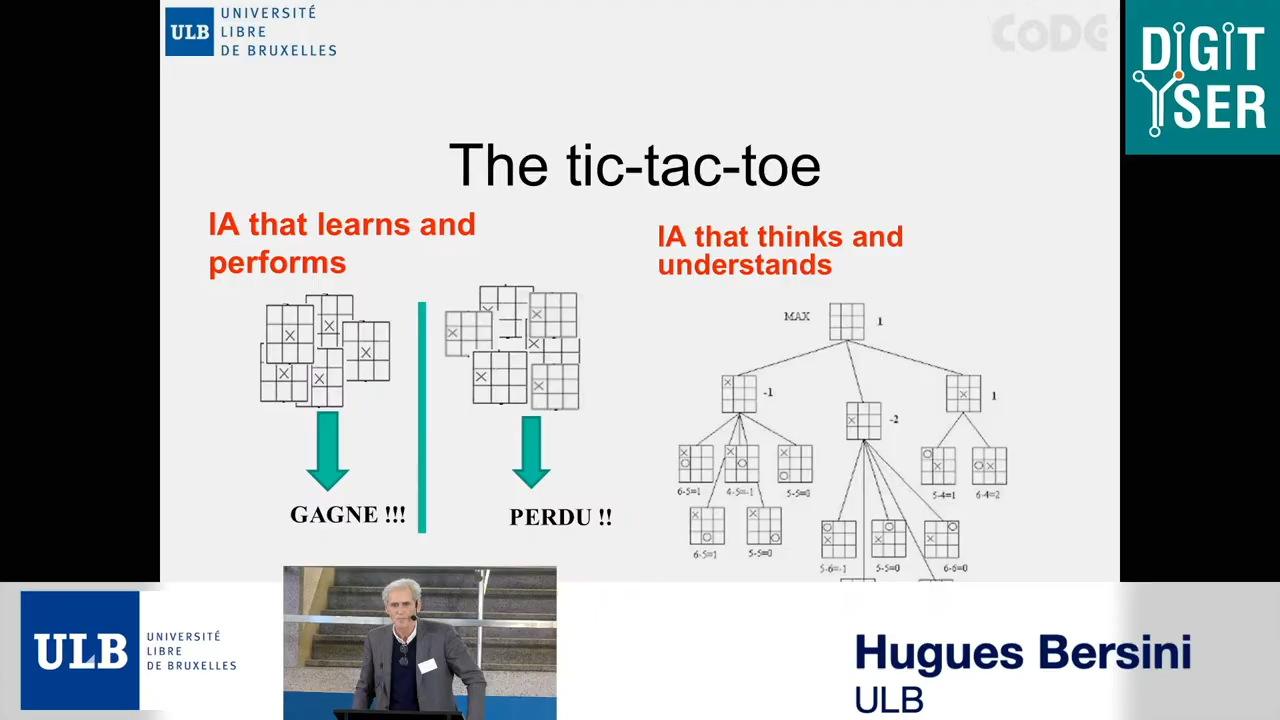 ULB
UNIVERSITÉ
LIBRE
DE BRUXELLES
CODE
DIGIT
YSER
The tic-tac-toe
IA that learns and
performs
IA that thinks and
understands
MAX
1
-1
-2
1
6-5=1
4-5=-1
5-5=0
5-4=1
6-4=2
6-5=1
5-5=0
5-6=-1
5-5=0
6-6=0
GAGNE !!!
PERDU !!
ULB
UNIVERSITÉ
LIBRE
DE BRUXELLES
Hugues Bersini
ULB